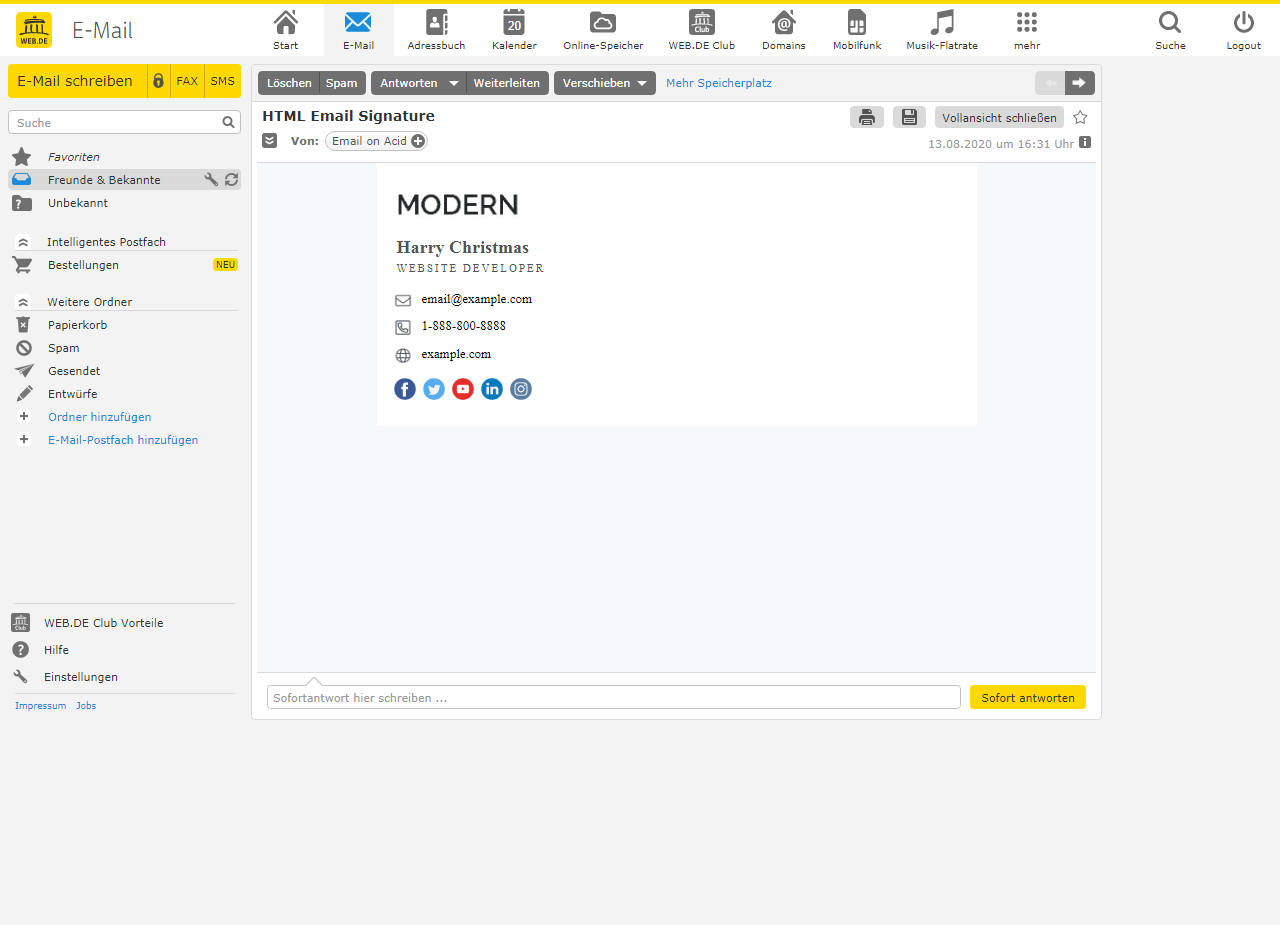 WEB.DE E-Mail
Start E-Mail Adressbuch 20 Kalender Online-Speicher Club WEB.DE Club Domains Mobilfunk Musik-Flatrate mehr Suche Logout
E-Mail schreiben FAX SMS
Suche
Favoriten
Freunde & Bekannte
Unbekannt
Intelligentes Postfach
Bestellungen NEU
Weitere Ordner
Papierkorb
Spam
Gesendet
Entwürfe
Ordner hinzufügen
E-Mail-Postfach hinzufügen
Club WEB.DE Club Vorteile
Hilfe
Einstellungen
Impressum Jobs
Löschen Spam Antworten Weiterleiten Verschieben Mehr Speicherplatz
HTML Email Signature Vollansicht schließen
Von: Email on Acid 13.08.2020 um 16:31 Uhr
MODERN
Harry Christmas
WEBSITE DEVELOPER
email@example.com
1-888-800-8888
example.com
Sofortantwort hier schreiben ... Sofort antworten